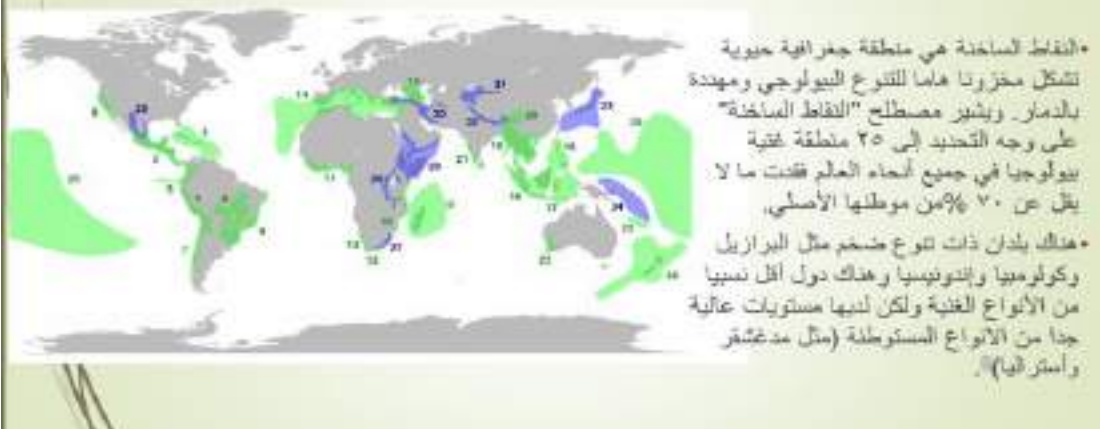 •النقاط الساخنة هي منطقة جغرافية حيوية
تشكل مخزونا هاما للتنوع البيولوجي ومهددة
بالدمار. ويشير مصطلح "النقاط الساخنة"
على وجه التحديد إلى ٢٥ منطقة غنية
بيولوجيا في جميع أنحاء العالم فقدت ما لا
يقل عن ٧٠ %من موطنها الأصلي.
•هناك بلدان ذات تنوع ضخم مثل البرازيل
وكولومبيا وإندونيسيا وهناك دول أقل نسبيا
من الأنواع الغنية ولكن لديها مستويات عالية
جدا من الانواع المستوطنة (مثل مدغشقر
وأستراليا).